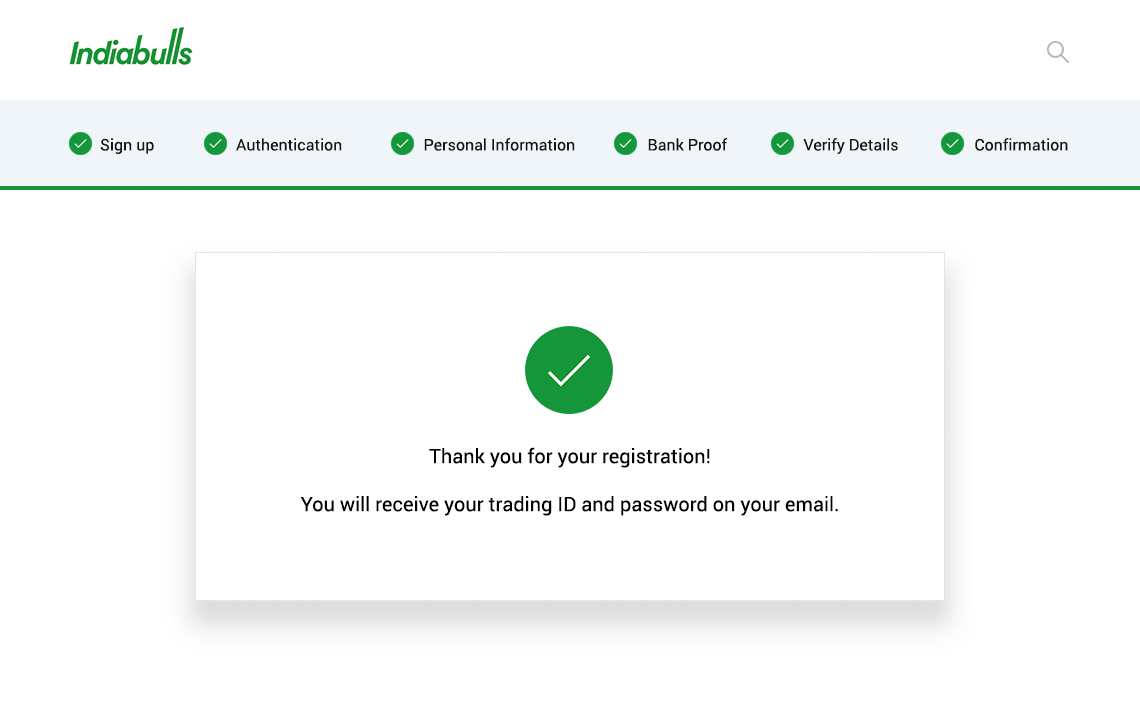 Indiabulls
Sign up
Authentication
Personal Information
Bank Proof
Verify Details
Confirmation
Thank you for your registration!
You will receive your trading ID and password on your email.